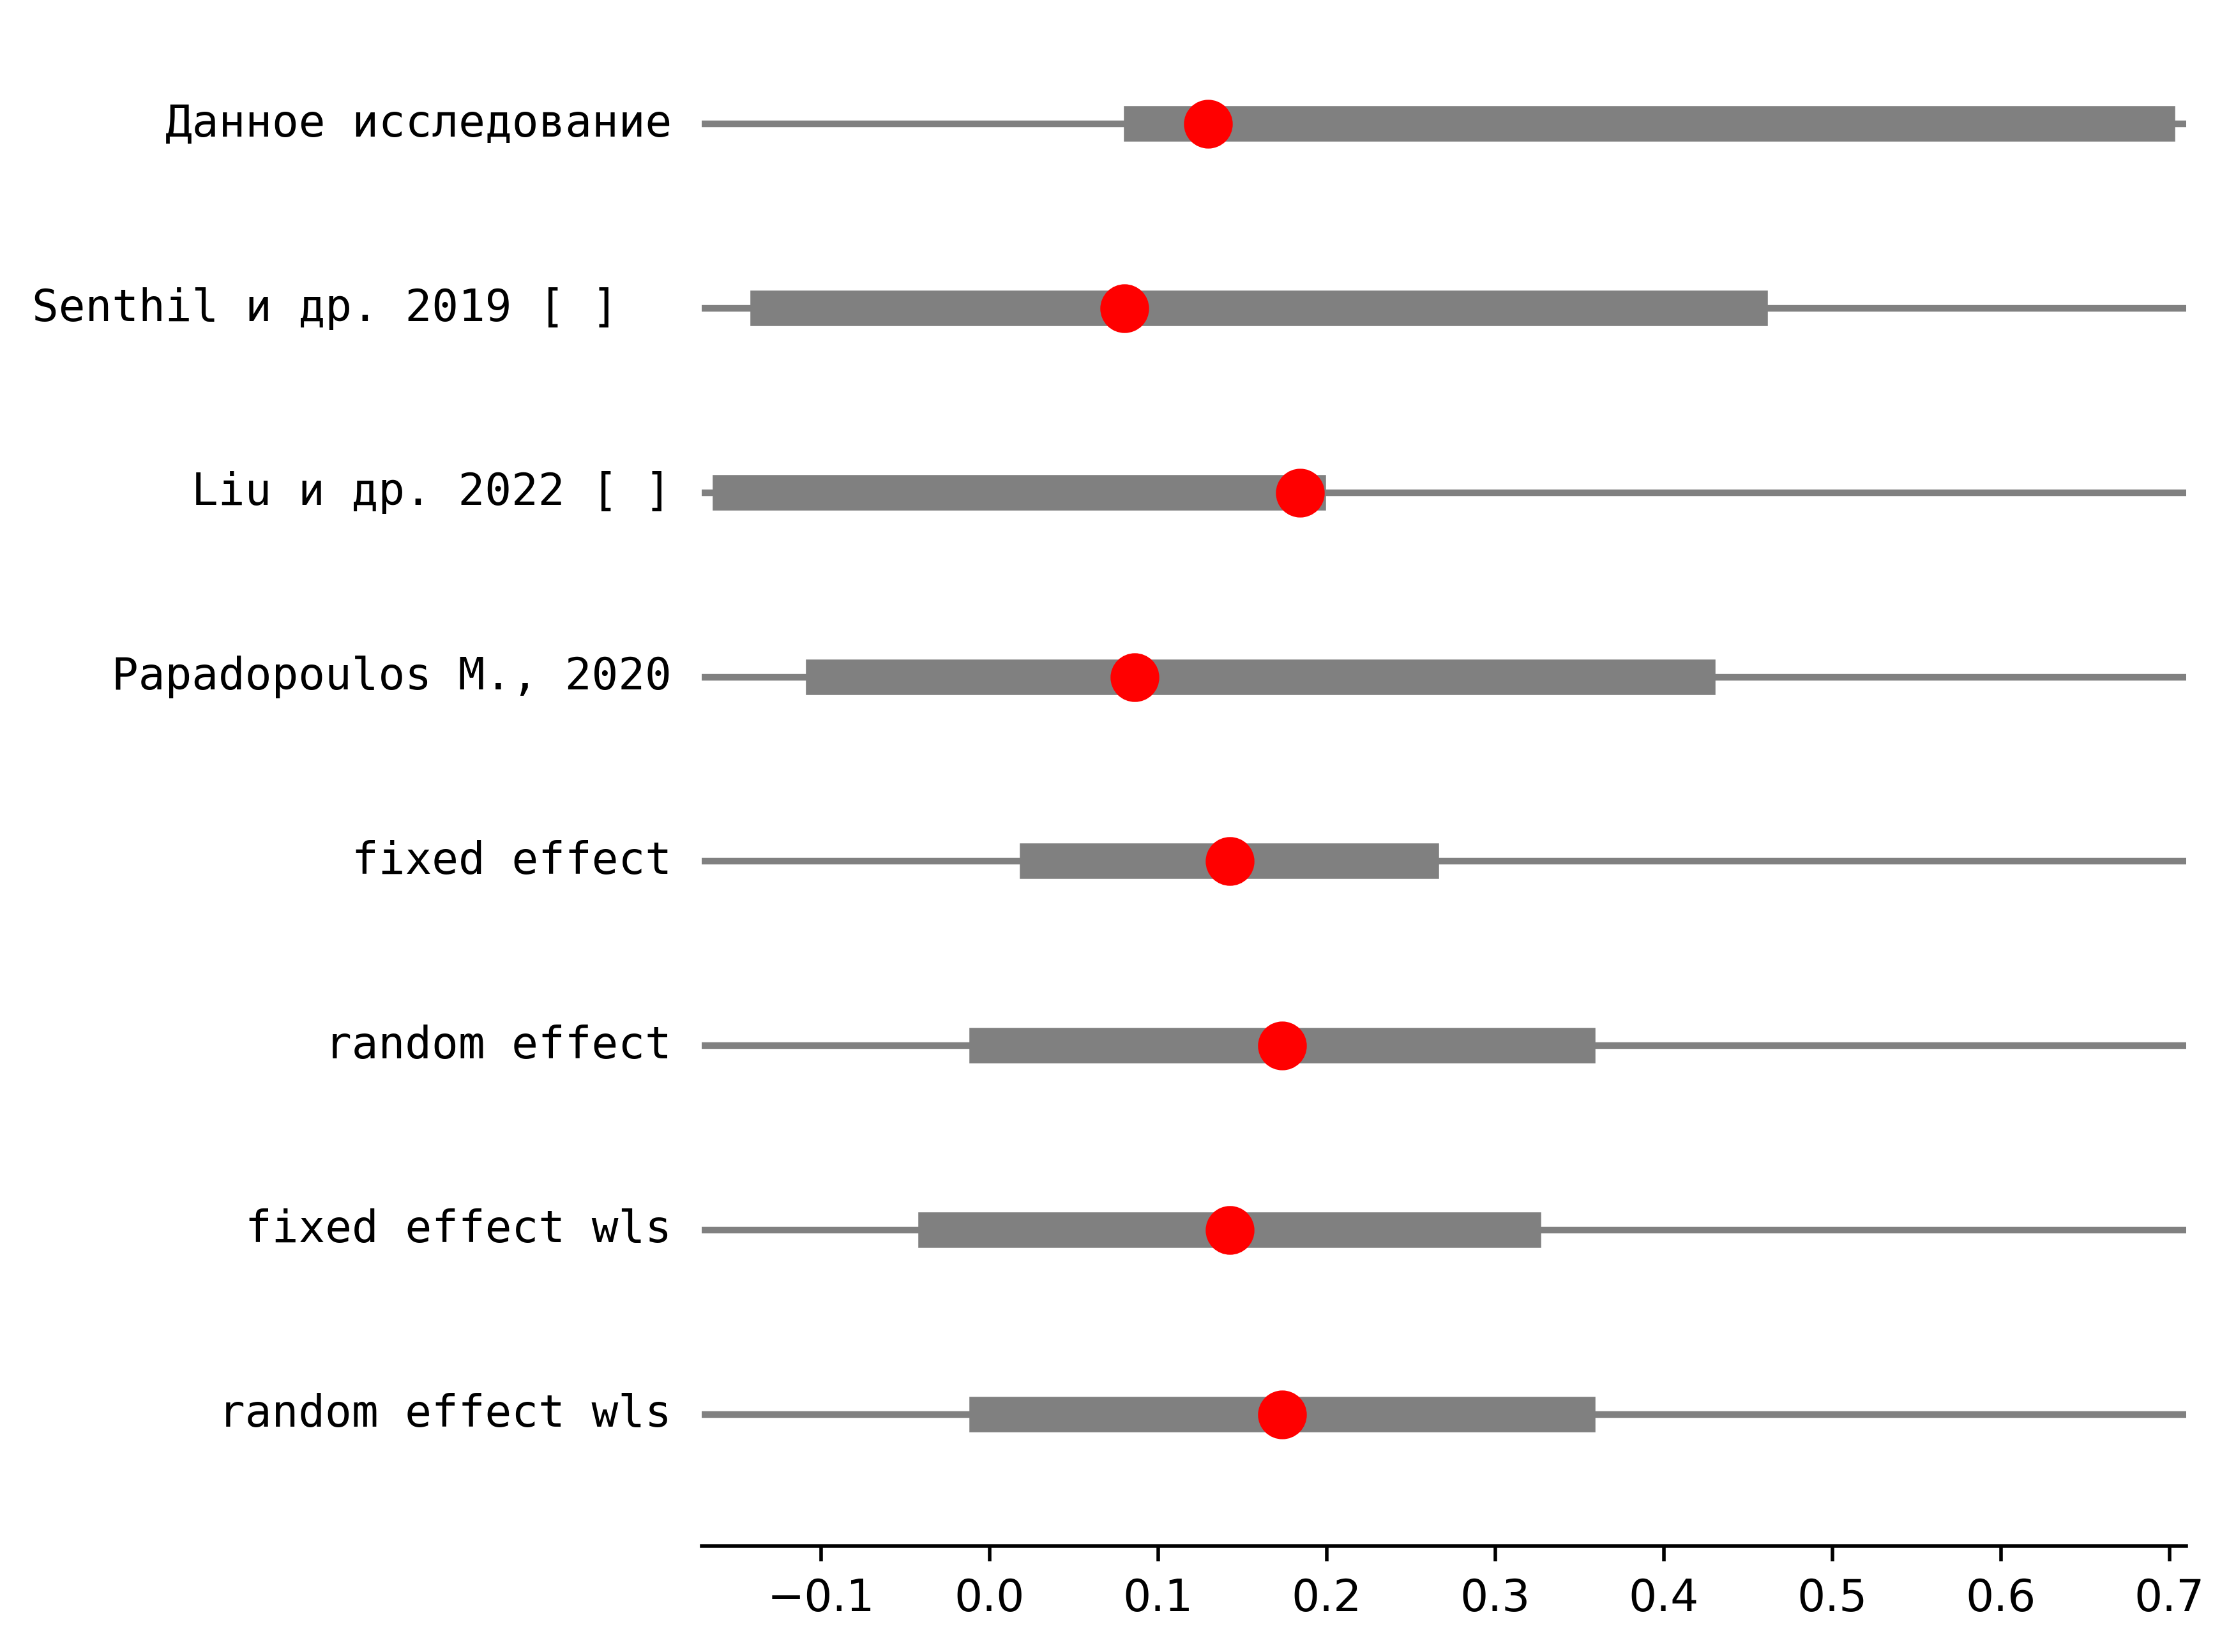 Данное исследование
Senthil и др. 2019 [ ]
Liu и др. 2022 [ ]
Papadopoulos M., 2020
fixed effect
random effect
fixed effect wls
random effect wls
−0.1 0.0 0.1 0.2 0.3 0.4 0.5 0.6 0.7